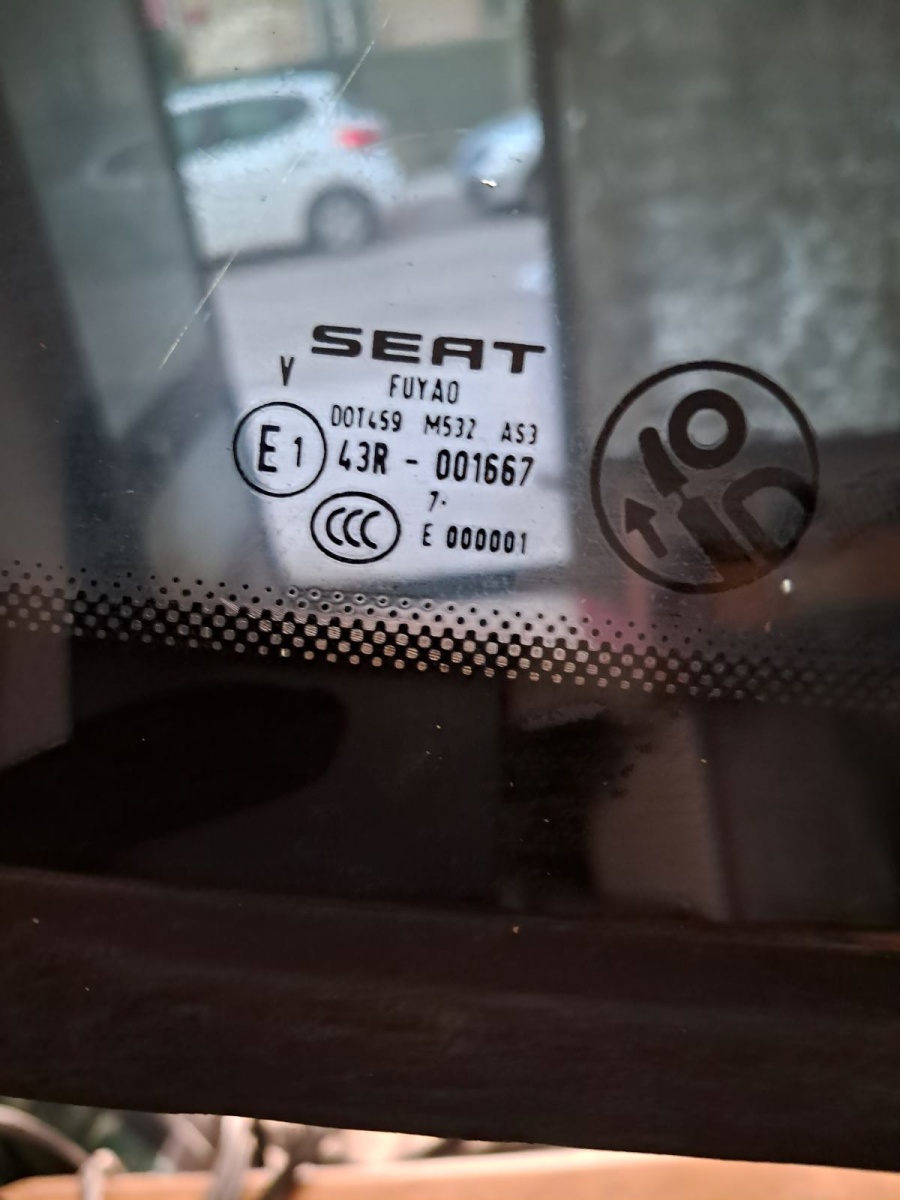 SEAT
V
FUYAO
DOT459 M532 AS3
E1 43R - 001667
7.
CCC E 000001